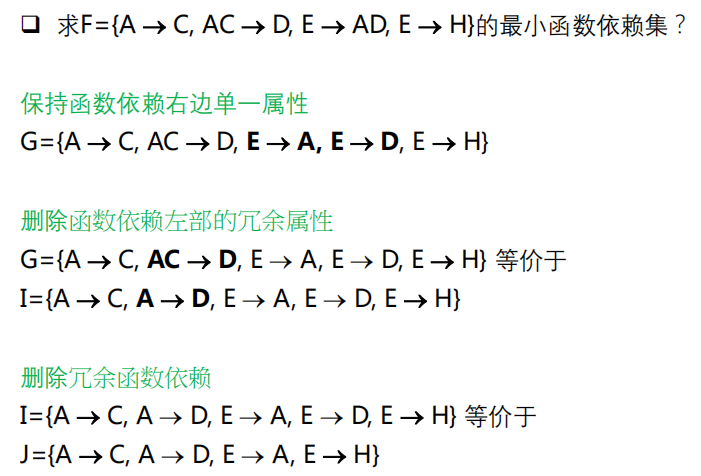 ❑ 求F={A → C, AC → D, E → AD, E → H}的最小函数依赖集？
保持函数依赖右边单一属性
G={A → C, AC → D, E → A, E → D, E → H}
删除函数依赖左部的冗余属性
G={A → C, AC → D, E → A, E → D, E → H} 等价于
I={A → C, A → D, E → A, E → D, E → H}
删除冗余函数依赖
I={A → C, A → D, E → A, E → D, E → H} 等价于
J={A → C, A → D, E → A, E → H}